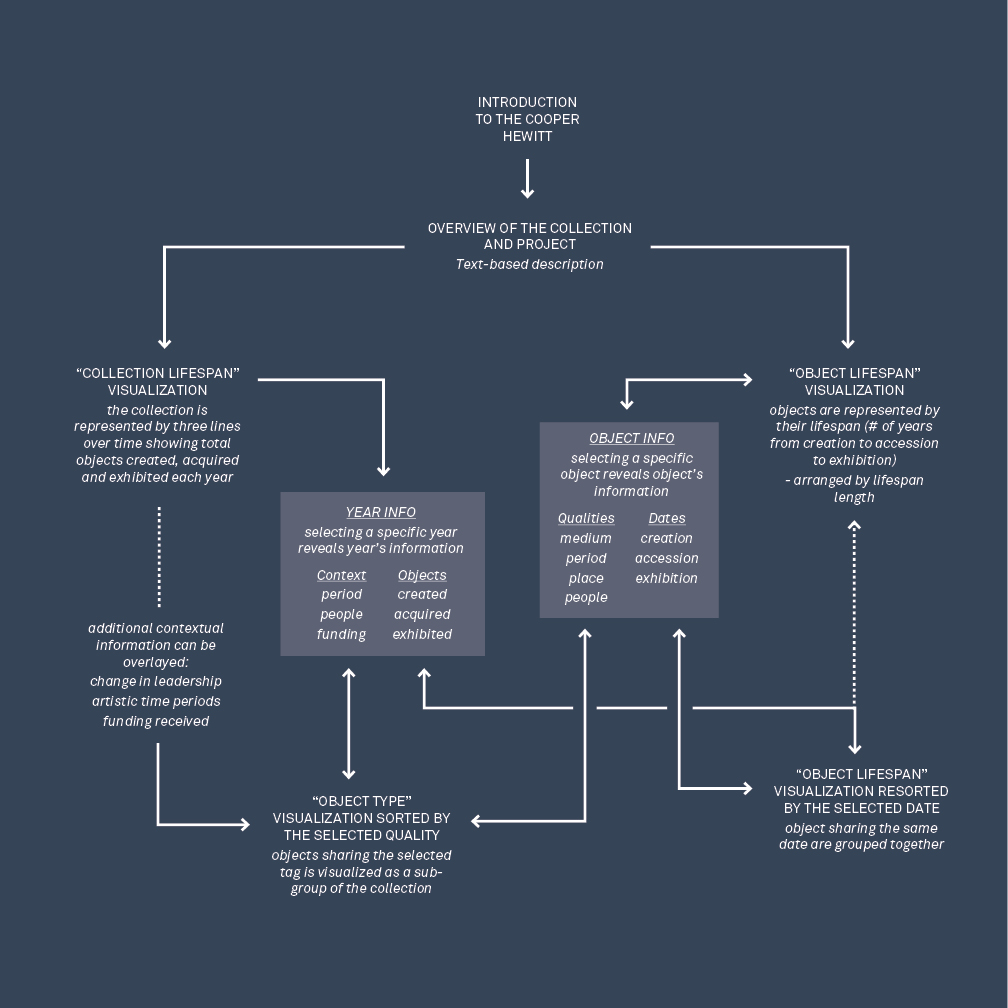 INTRODUCTION
TO THE COOPER
HEWITT
OVERVIEW OF THE COLLECTION
AND PROJECT
Text-based description
“COLLECTION LIFESPAN”
VISUALIZATION
the collection is
represented by three lines
over time showing total
objects created, acquired
and exhibited each year
additional contextual
information can be
overlayed:
change in leadership
artistic time periods
funding received
YEAR INFO
selecting a specific year
reveals year’s information
Context
period
people
funding
Objects
created
acquired
exhibited
OBJECT INFO
selecting a specific
object reveals object’s
information
Qualities
medium
period
place
people
Dates
creation
accession
exhibition
“OBJECT LIFESPAN”
VISUALIZATION
objects are represented by
their lifespan (# of years
from creation to accession
to exhibition)
- arranged by lifespan
length
“OBJECT TYPE”
VISUALIZATION SORTED BY
THE SELECTED QUALITY
objects sharing the selected
tag is visualized as a sub-
group of the collection
“OBJECT LIFESPAN”
VISUALIZATION RESORTED
BY THE SELECTED DATE
object sharing the same
date are grouped together